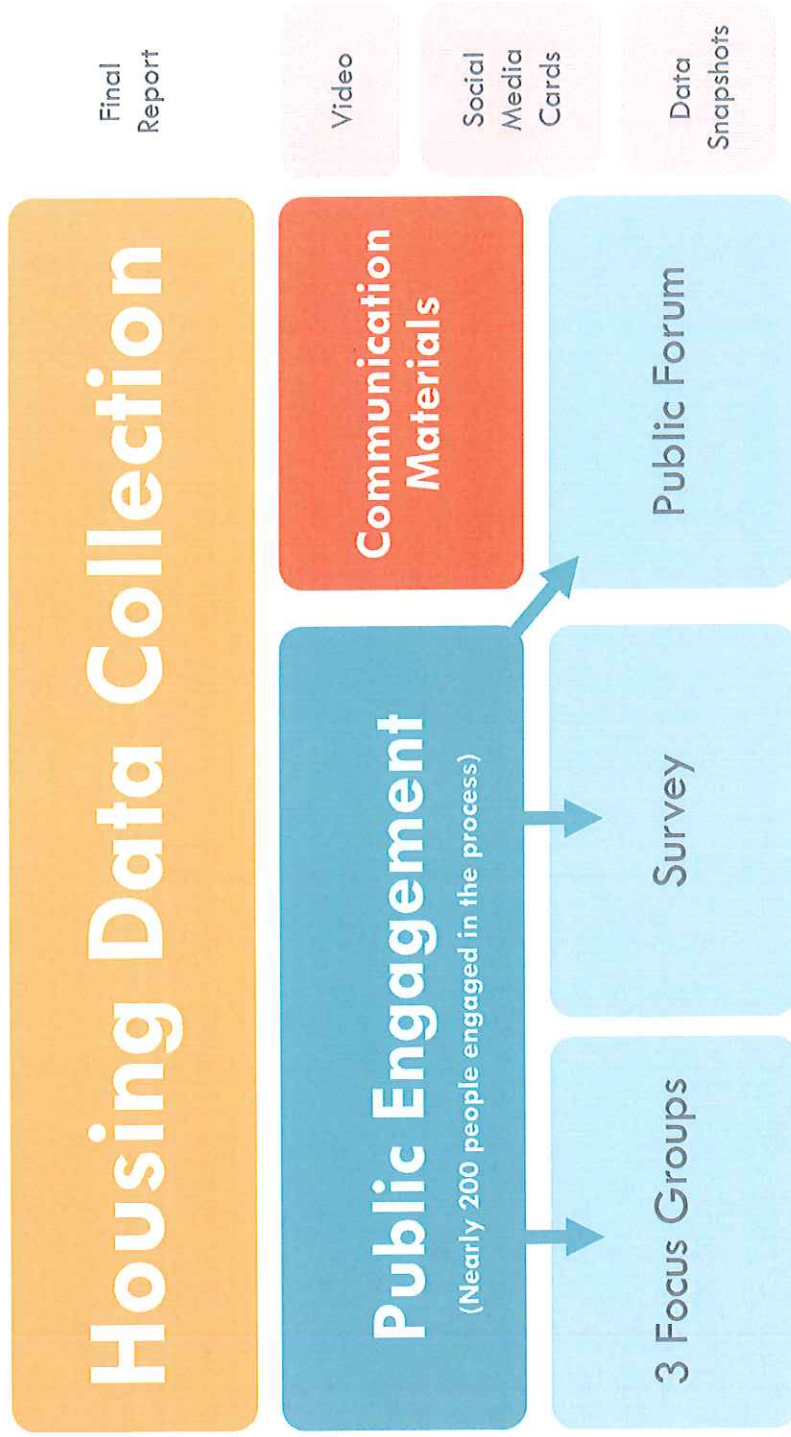 Housing Data Collection
Final
Report
Public Engagement
(Nearly 200 people engaged in the process)
Communication
Materials
Video
Social
Media
Cards
Data
Snapshots
3 Focus Groups
Survey
Public Forum